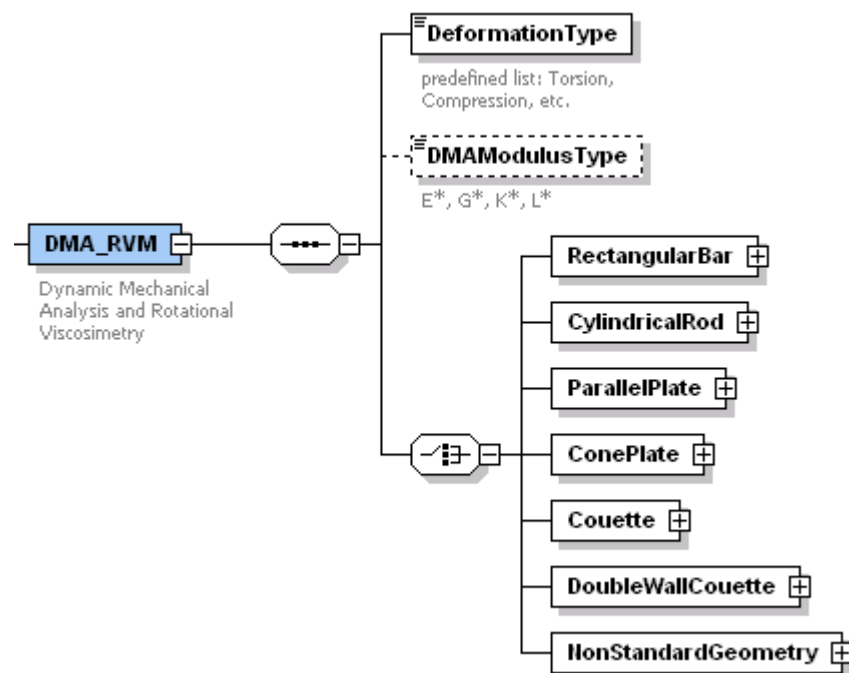 DeformationType
predefined list: Torsion,
Compression, etc.
DMAModulusType
E*, G*, K*, L*
DMA_RVM
Dynamic Mechanical
Analysis and Rotational
Viscosimetry
RectangularBar
CylindricalRod
ParallelPlate
ConePlate
Couette
DoubleWallCouette
NonStandardGeometry